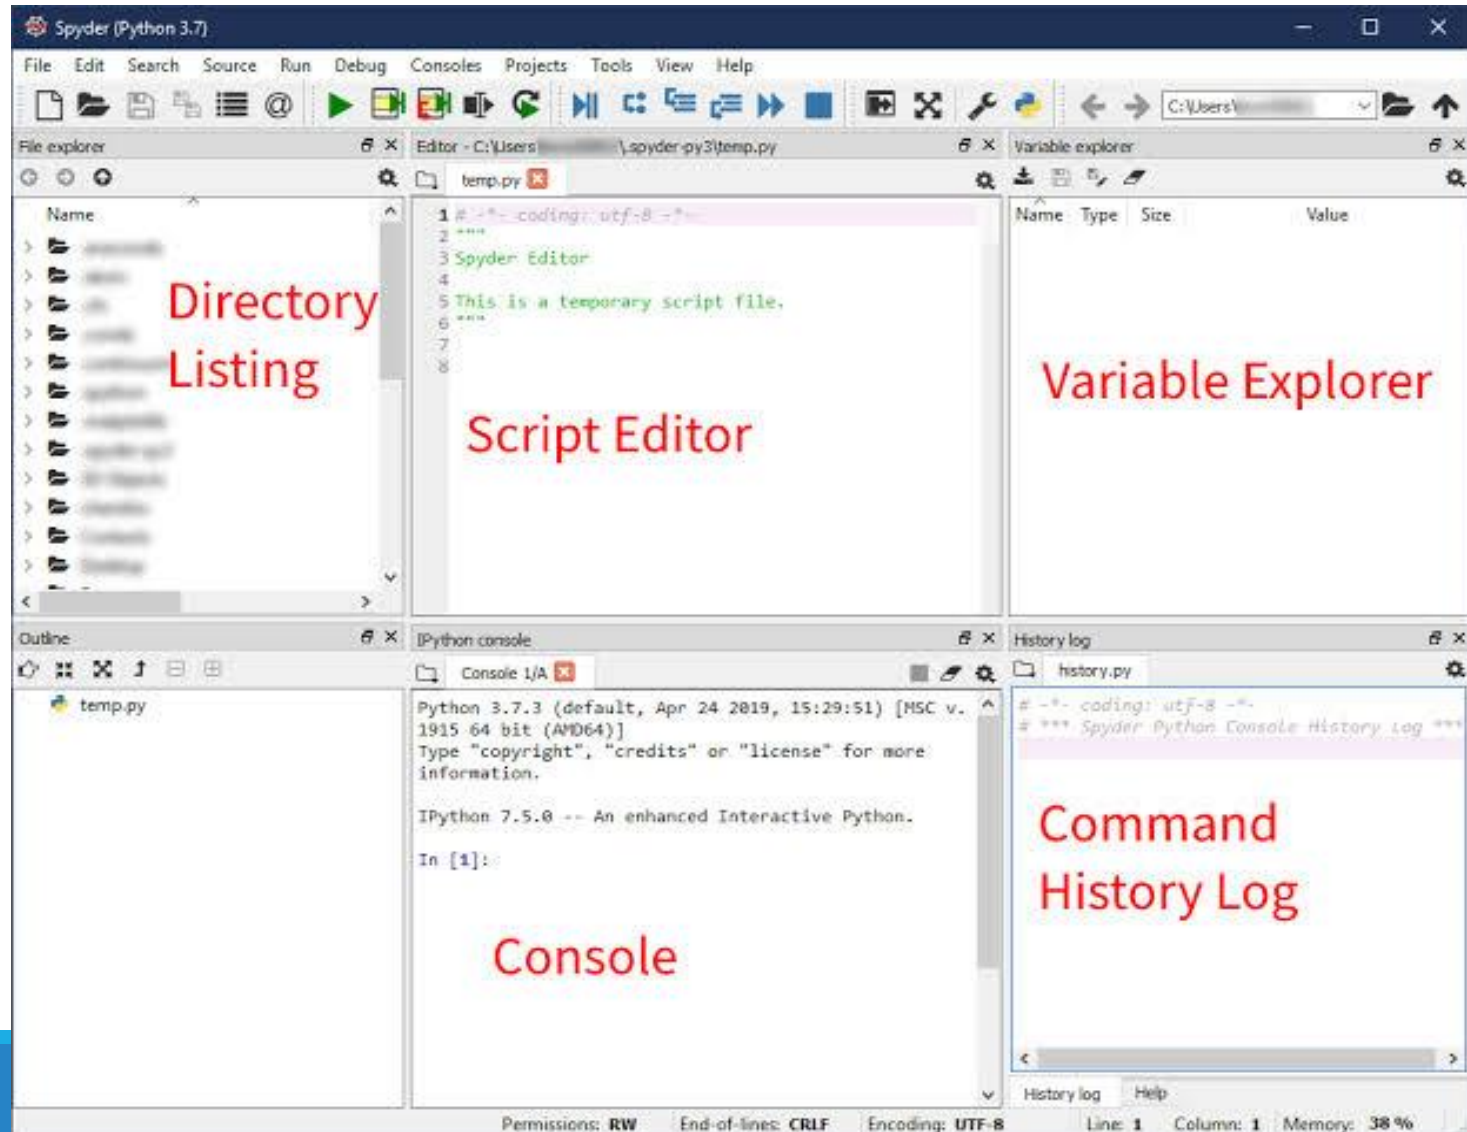 Spyder (Python 3.7)
File Edit Search Source Run Debug Consoles Projects Tools View Help
C:\Users\
File explorer
Name
Directory
Listing
Editor - C:\Users \.spyder-py3\temp.py
temp.py
1 # -*- coding: utf-8 -*-
2 """
3 Spyder Editor
4
5 This is a temporary script file.
6 """
7
8
Script Editor
Variable explorer
Name Type Size Value
Variable Explorer
Outline
temp.py
IPython console
Console 1/A
Python 3.7.3 (default, Apr 24 2019, 15:29:51) [MSC v.
1915 64 bit (AMD64)]
Type "copyright", "credits" or "license" for more
information.
IPython 7.5.0 -- An enhanced Interactive Python.
In [1]:
Console
History log
history.py
# -*- coding: utf-8 -*-
# *** Spyder Python Console History Log ***
Command
History Log
History log Help
Permissions: RW End-of-lines: CRLF Encoding: UTF-8 Line: 1 Column: 1 Memory: 38 %